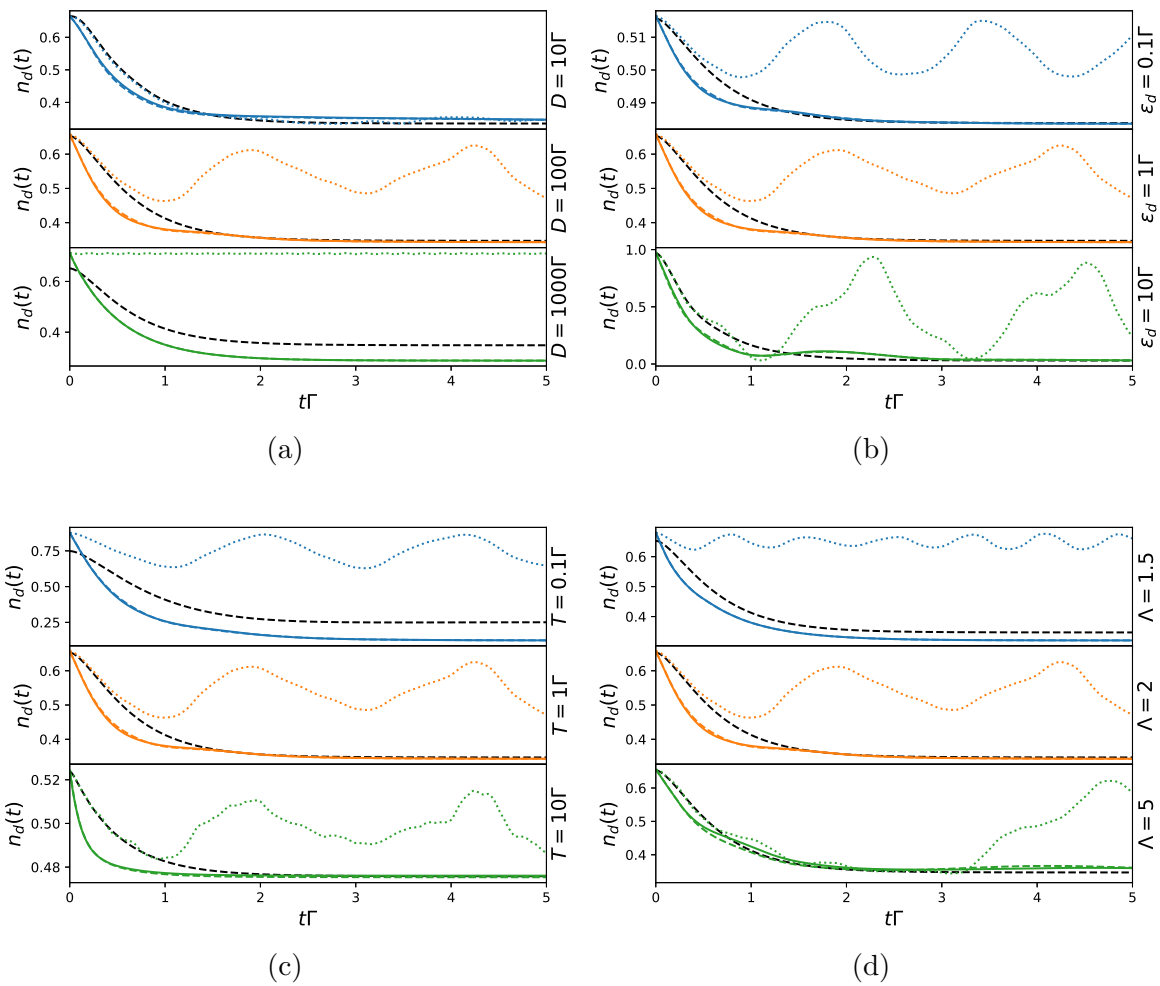 0.6
0.5
0.4
n_d(t)
D = 10Γ
0.6
0.5
0.4
n_d(t)
D = 100Γ
0.6
0.4
n_d(t)
D = 1000Γ
0 1 2 3 4 5
tΓ
(a)
0.51
0.50
0.49
n_d(t)
ε_d = 0.1Γ
0.6
0.5
0.4
n_d(t)
ε_d = 1Γ
1.0
0.5
0.0
n_d(t)
ε_d = 10Γ
0 1 2 3 4 5
tΓ
(b)
0.75
0.50
0.25
n_d(t)
T = 0.1Γ
0.6
0.5
0.4
n_d(t)
T = 1Γ
0.52
0.50
0.48
n_d(t)
T = 10Γ
0 1 2 3 4 5
tΓ
(c)
0.6
0.5
0.4
n_d(t)
Λ = 1.5
0.6
0.5
0.4
n_d(t)
Λ = 2
0.6
0.5
0.4
n_d(t)
Λ = 5
0 1 2 3 4 5
tΓ
(d)